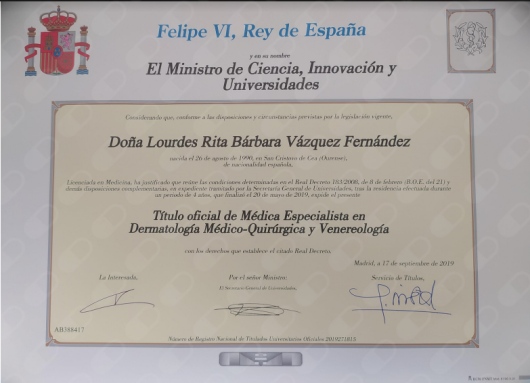 Felipe VI, Rey de España
y en su nombre
El Ministro de Ciencia, Innovación y
Universidades
Considerando que, conforme a las disposiciones y circunstancias previstas por la legislación vigente,
Doña Lourdes Rita Bárbara Vázquez Fernández
nacida el 26 de agosto de 1990, en San Cristovo de Cea (Ourense),
de nacionalidad española,
Licenciada en Medicina, ha justificado que reúne las condiciones determinadas en el Real Decreto 183/2008, de 8 de febrero (B.O.E. del 21) y
demás disposiciones complementarias, en expediente tramitado por la Secretaría General de Universidades, tras la residencia efectuada durante
un periodo de 4 años, que finalizó el 20 de mayo de 2019, expide el presente
Título oficial de Médica Especialista en
Dermatología Médico-Quirúrgica y Venereología
con los derechos que establece el citado Real Decreto.
Madrid, a 17 de septiembre de 2019
La Interesada,
Por el señor Ministro,
Servicio de Títulos,
El Secretario General de Universidades,
Número de Registro Nacional de Titulados Universitarios Oficiales